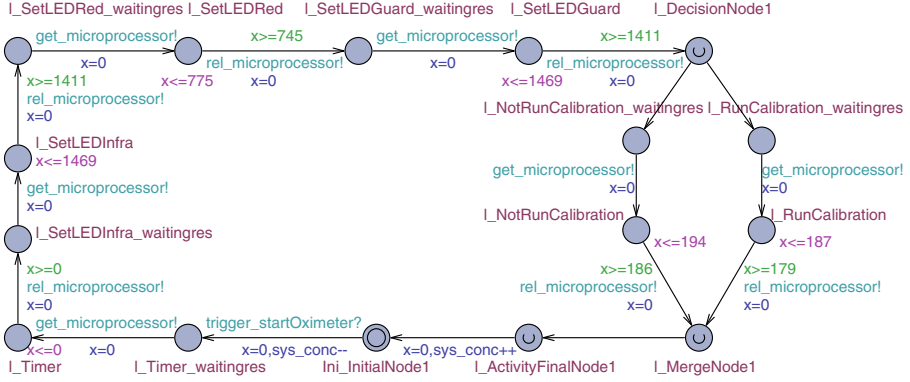 l_SetLEDRed_waitingres
l_SetLEDRed
l_SetLEDGuard_waitingres
l_SetLEDGuard
l_DecisionNode1
get_microprocessor!
x=0
x>=745
rel_microprocessor!
x=0
x<=775
get_microprocessor!
x=0
x>=1411
rel_microprocessor!
x=0
x<=1469
x>=1411
rel_microprocessor!
x=0
l_NotRunCalibration_waitingres
l_RunCalibration_waitingres
l_SetLEDInfra
x<=1469
get_microprocessor!
x=0
get_microprocessor!
x=0
get_microprocessor!
x=0
l_SetLEDInfra_waitingres
l_NotRunCalibration
x<=194
l_RunCalibration
x<=187
x>=0
rel_microprocessor!
x=0
x>=186
rel_microprocessor!
x=0
x>=179
rel_microprocessor!
x=0
get_microprocessor!
x=0
trigger_startOximeter?
x=0,sys_conc--
x=0,sys_conc++
x<=0
l_Timer
l_Timer_waitingres
Ini_InitialNode1
l_ActivityFinalNode1
l_MergeNode1